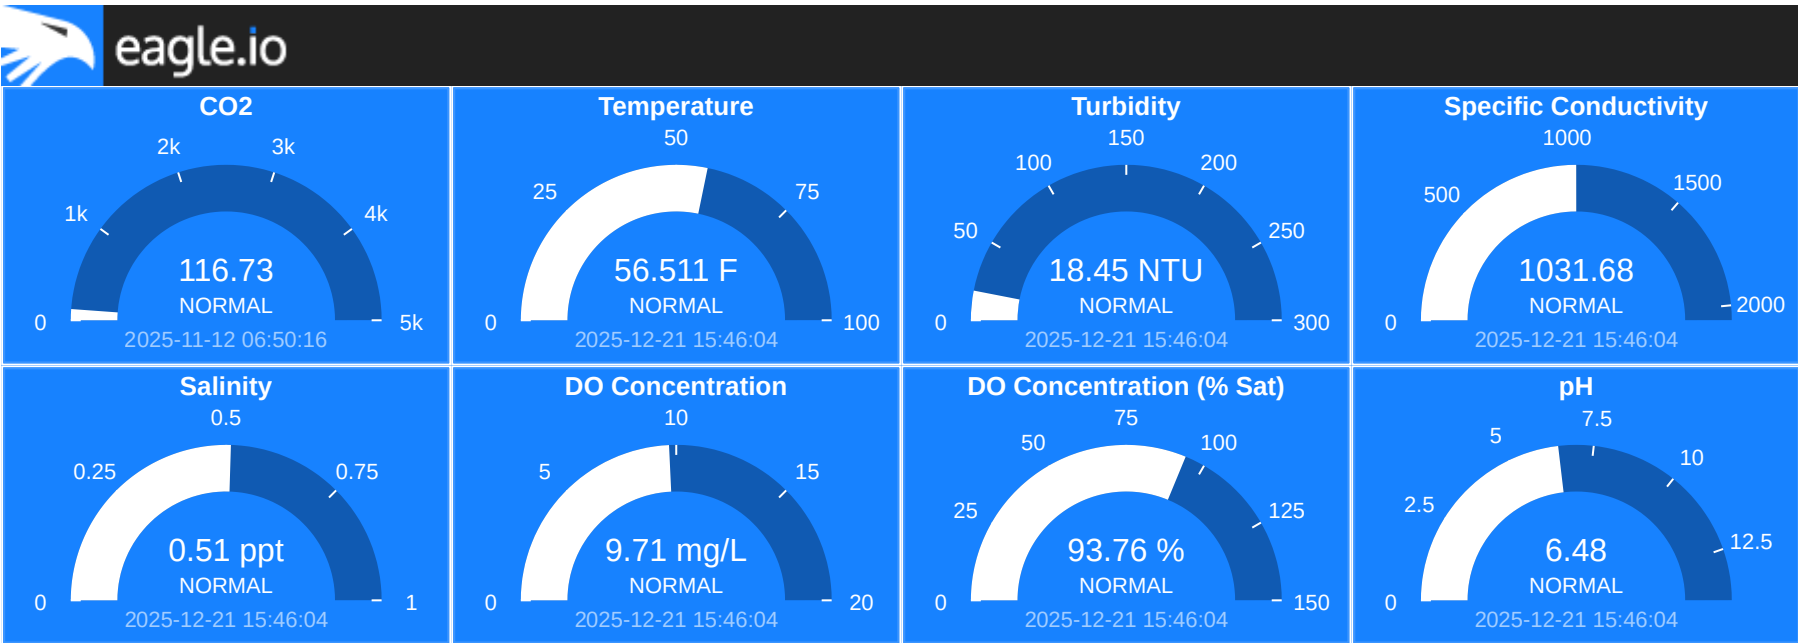 eagle.io
CO2
2k 3k
1k 4k
116.73
NORMAL
0 5k
2025-11-12 06:50:16
Temperature
50
25 75
56.511 F
NORMAL
0 100
2025-12-21 15:46:04
Turbidity
150
100 200
50 250
18.45 NTU
NORMAL
0 300
2025-12-21 15:46:04
Specific Conductivity
1000
500 1500
1031.68
NORMAL 2000
0
2025-12-21 15:46:04
Salinity
0.5
0.25 0.75
0.51 ppt
NORMAL
0 1
2025-12-21 15:46:04
DO Concentration
10
5 15
9.71 mg/L
NORMAL
0 20
2025-12-21 15:46:04
DO Concentration (% Sat)
75
50 100
25 125
93.76 %
NORMAL
0 150
2025-12-21 15:46:04
pH
7.5
5 10
2.5 12.5
6.48
NORMAL
0
2025-12-21 15:46:04